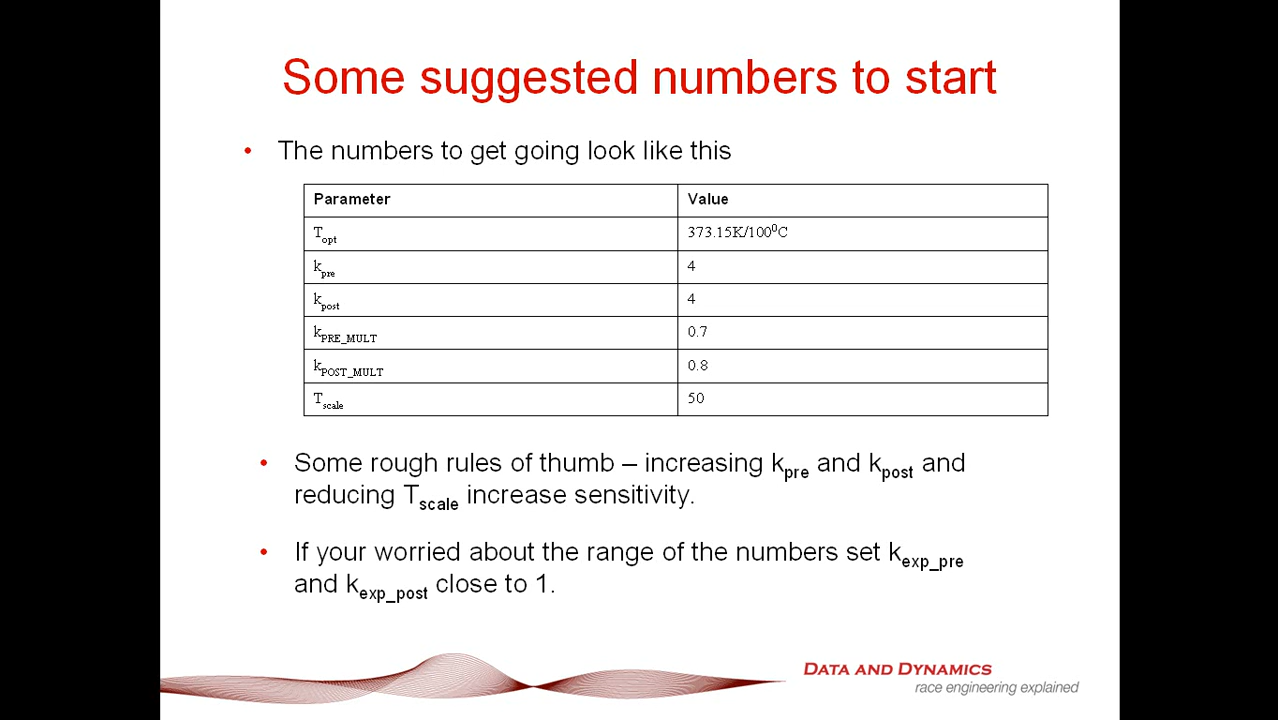 Some suggested numbers to start
• The numbers to get going look like this
Parameter Value
T_opt 373.15K/100⁰C
k_pre 4
k_post 4
k_PRE_MULT 0.7
k_POST_MULT 0.8
T_scale 50
• Some rough rules of thumb – increasing k_pre and k_post and
reducing T_scale increase sensitivity.
• If your worried about the range of the numbers set k_exp_pre
and k_exp_post close to 1.
DATA AND DYNAMICS
race engineering explained